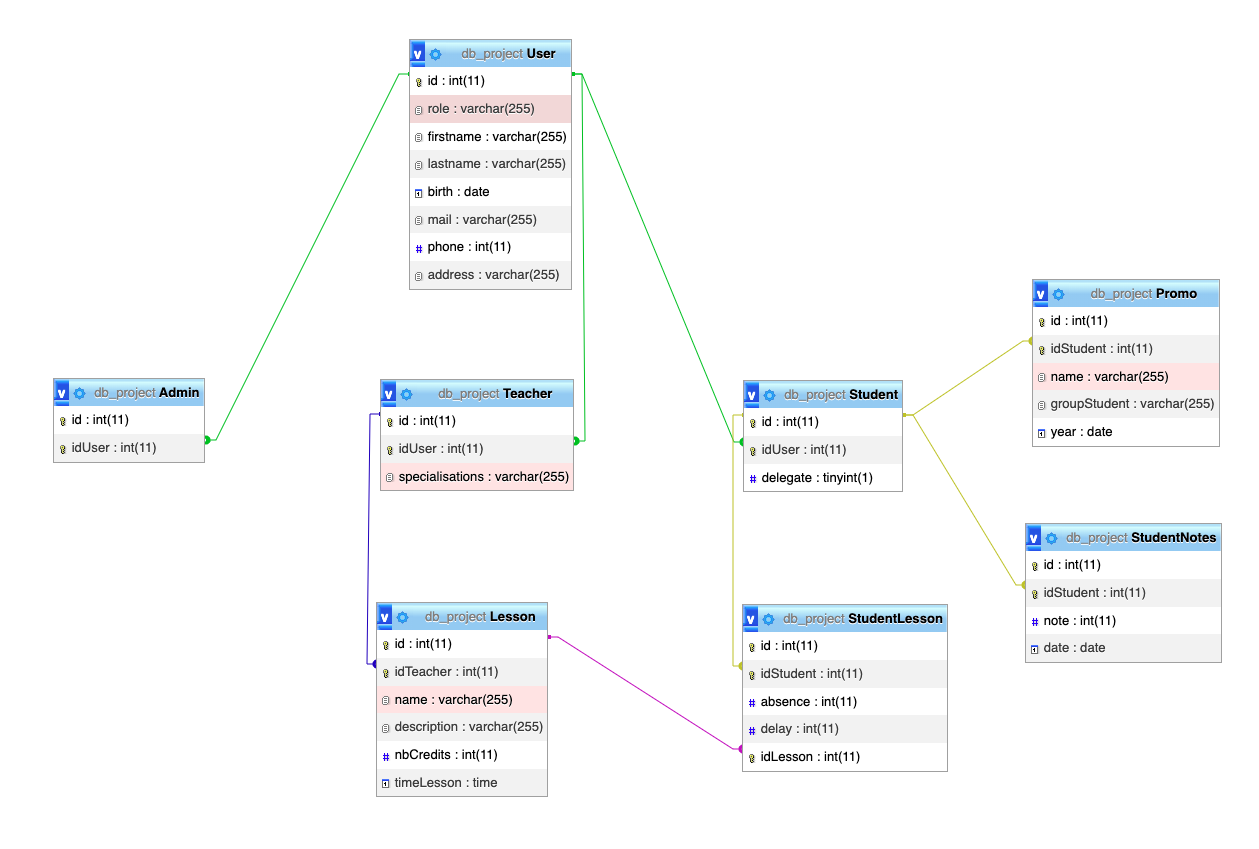 db_project User
id : int(11)
role : varchar(255)
firstname : varchar(255)
lastname : varchar(255)
birth : date
mail : varchar(255)
phone : int(11)
address : varchar(255)
db_project Admin
id : int(11)
idUser : int(11)
db_project Teacher
id : int(11)
idUser : int(11)
specialisations : varchar(255)
db_project Student
id : int(11)
idUser : int(11)
delegate : tinyint(1)
db_project Promo
id : int(11)
idStudent : int(11)
name : varchar(255)
groupStudent : varchar(255)
year : date
db_project StudentNotes
id : int(11)
idStudent : int(11)
note : int(11)
date : date
db_project Lesson
id : int(11)
idTeacher : int(11)
name : varchar(255)
description : varchar(255)
nbCredits : int(11)
timeLesson : time
db_project StudentLesson
id : int(11)
idStudent : int(11)
absence : int(11)
delay : int(11)
idLesson : int(11)